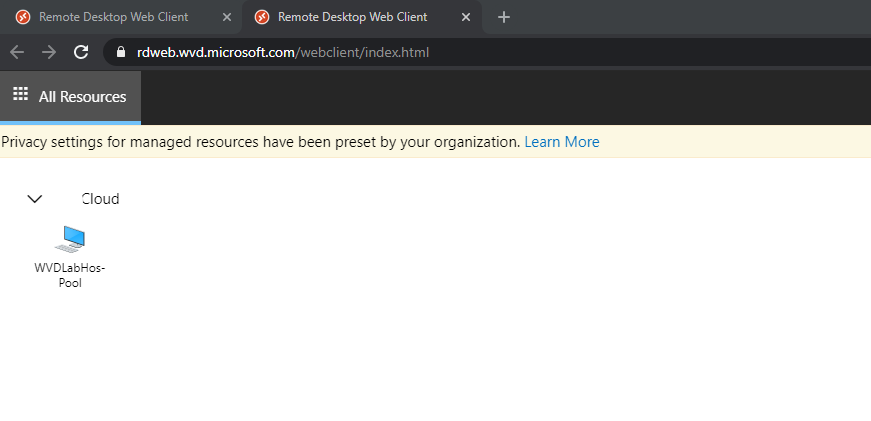 Remote Desktop Web Client
Remote Desktop Web Client
rdweb.wvd.microsoft.com/webclient/index.html
All Resources
Privacy settings for managed resources have been preset by your organization. Learn More
Cloud
WVDLabHos-
Pool